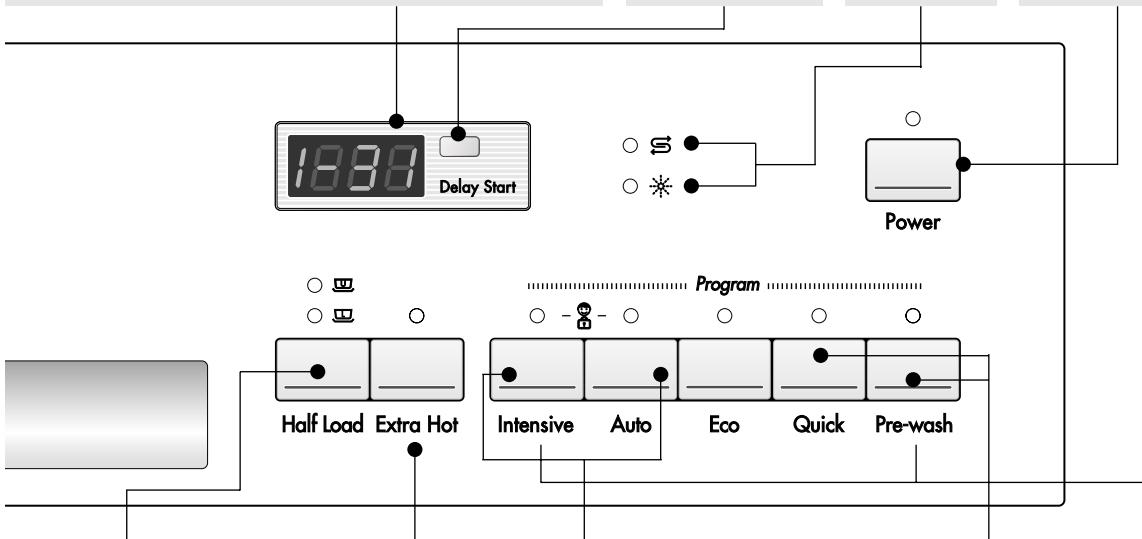 1-31
Delay Start
Power
Program
Half Load
Extra Hot
Intensive
Auto
Eco
Quick
Pre-wash